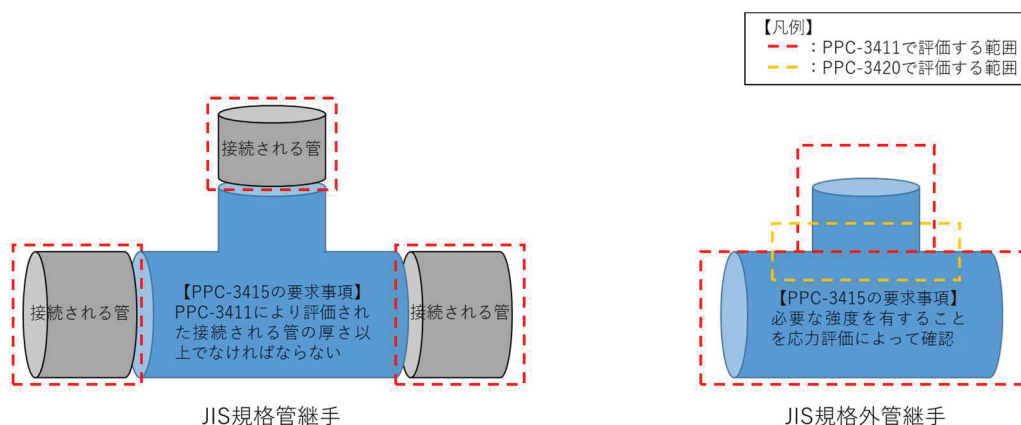 【凡例】
：PPC-3411で評価する範囲
：PPC-3420で評価する範囲
接続される管
接続される管
【PPC-3415の要求事項】
PPC-3411により評価され
た接続される管の厚さ以
上でなければならない
接続される管
JIS規格管継手
【PPC-3415の要求事項】
必要な強度を有すること
を応力評価によって確認
JIS規格外管継手